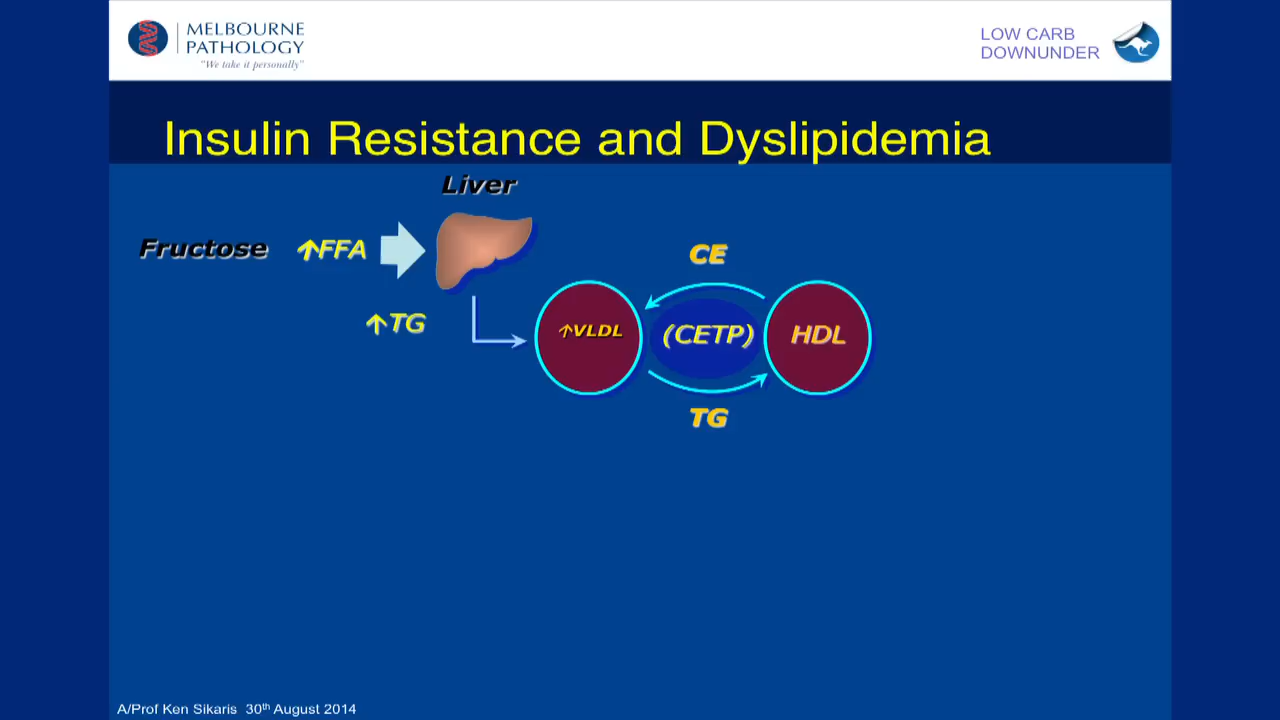 MELBOURNE
PATHOLOGY
"We take it personally"
LOW CARB
DOWNUNDER
Insulin Resistance and Dyslipidemia
Liver
Fructose ↑FFA
CE
↑TG
↑VLDL (CETP) HDL
TG
A/Prof Ken Sikaris 30th August 2014